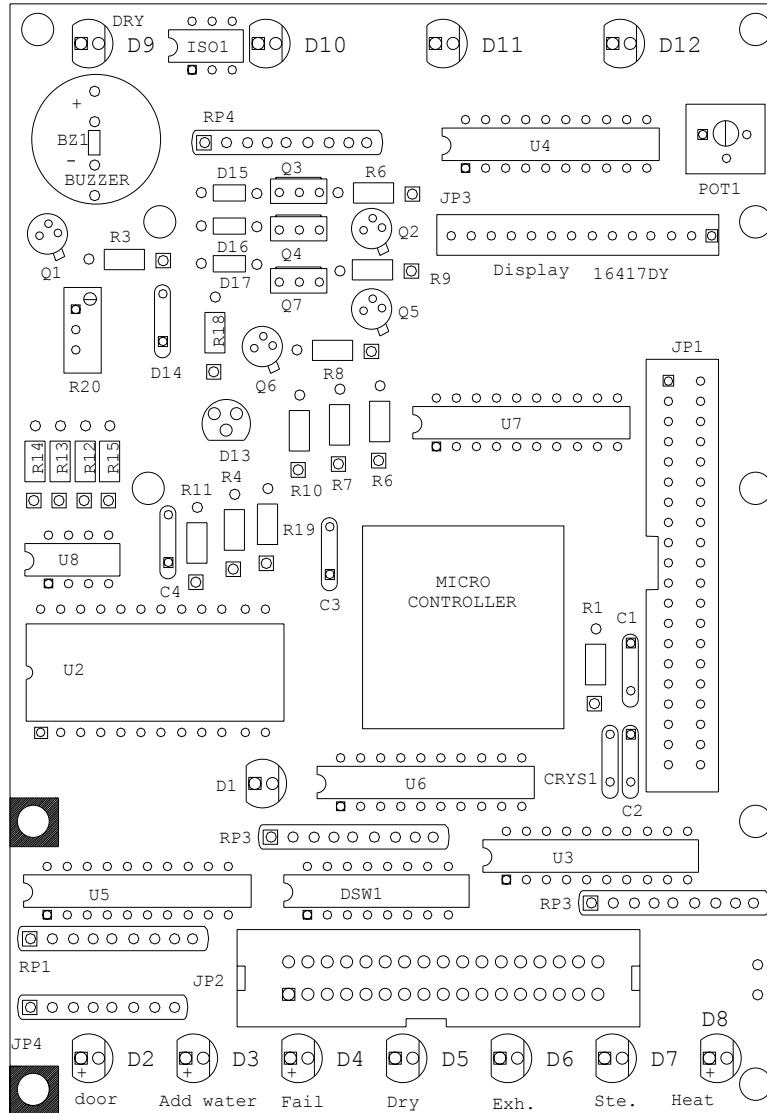 DRY
D9 ISO1 D10 D11 D12
+
BZ1
-
BUZZER
RP4
U4
POT1
D15 Q3 R6
JP3
Q1
R3
D16 Q4 Q2
D17
Q7 R9
Display 16417DY
Q5
R20
D14
R18
Q6
R8
JP1
R14 R13 R12 R15
D13
U7
R11 R4 R10 R7 R6
R19
U8
C4
C3
MICRO
CONTROLLER
R1 C1
U2
D1
U6
CRYS1
C2
RP3
U3
U5
DSW1
RP3
RP1
JP2
JP4
D8
+ D2 + D3 + D4 D5 D6 + D7 +
door Add water Fail Dry Exh. Ste. Heat